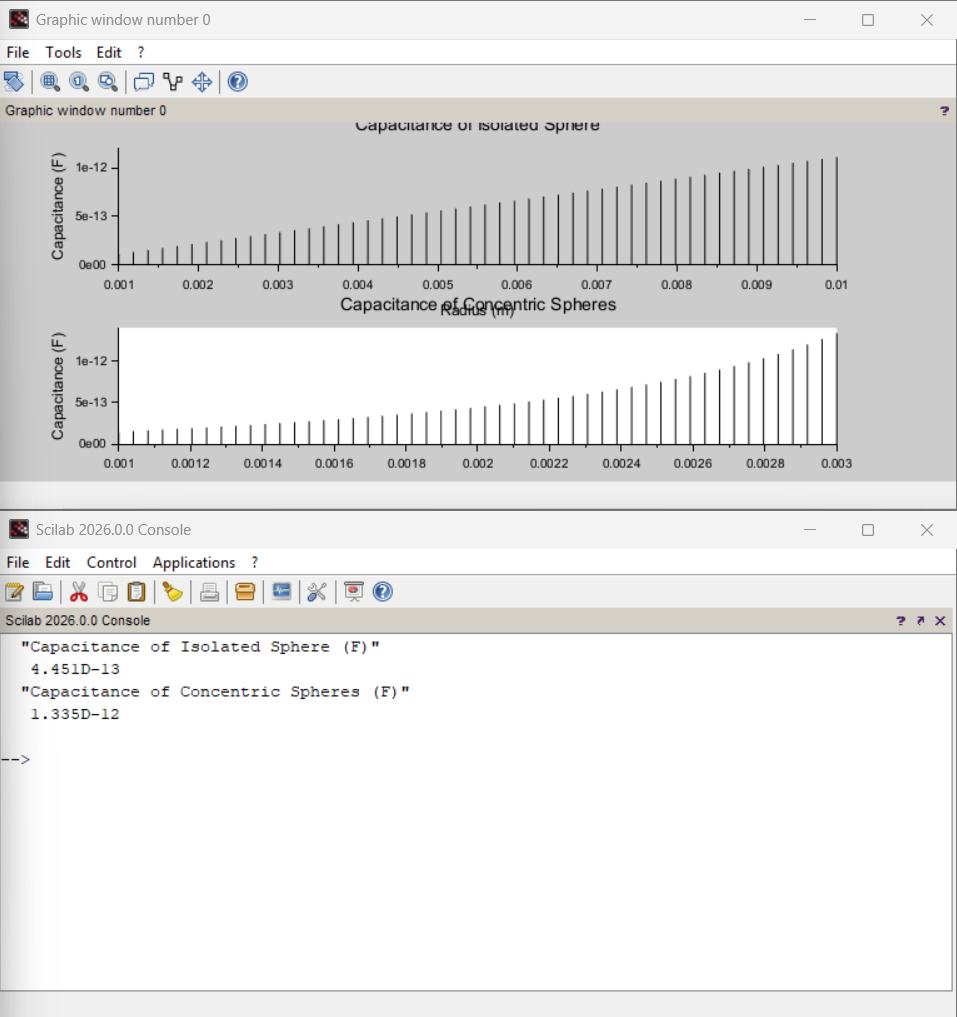 Graphic window number 0
File Tools Edit ?
Graphic window number 0 ?
Capacitance of Isolated Sphere
Capacitance (F)
1e-12
5e-13
0e00
0.001 0.002 0.003 0.004 0.005 0.006 0.007 0.008 0.009 0.01
Radius (m)
Capacitance of Concentric Spheres
Capacitance (F)
1e-12
5e-13
0e00
0.001 0.0012 0.0014 0.0016 0.0018 0.002 0.0022 0.0024 0.0026 0.0028 0.003
Scilab 2026.0.0 Console
File Edit Control Applications ?
Scilab 2026.0.0 Console ?
"Capacitance of Isolated Sphere (F)"
4.451D-13
"Capacitance of Concentric Spheres (F)"
1.335D-12
-->